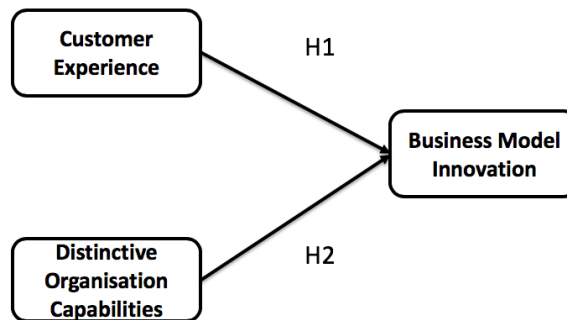 Customer
Experience
H1
Business Model
Innovation
Distinctive
Organisation
Capabilities
H2